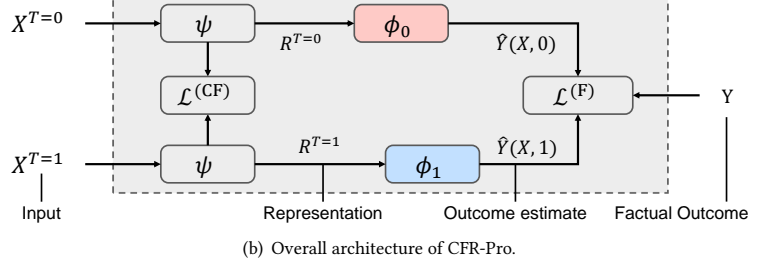 X^{T=0} ψ R^{T=0} ϕ_0 Ŷ(X, 0)
ℒ^{(CF)} ℒ^{(F)} Y
X^{T=1} ψ R^{T=1} ϕ_1 Ŷ(X, 1)
Input Representation Outcome estimate Factual Outcome
(b) Overall architecture of CFR-Pro.